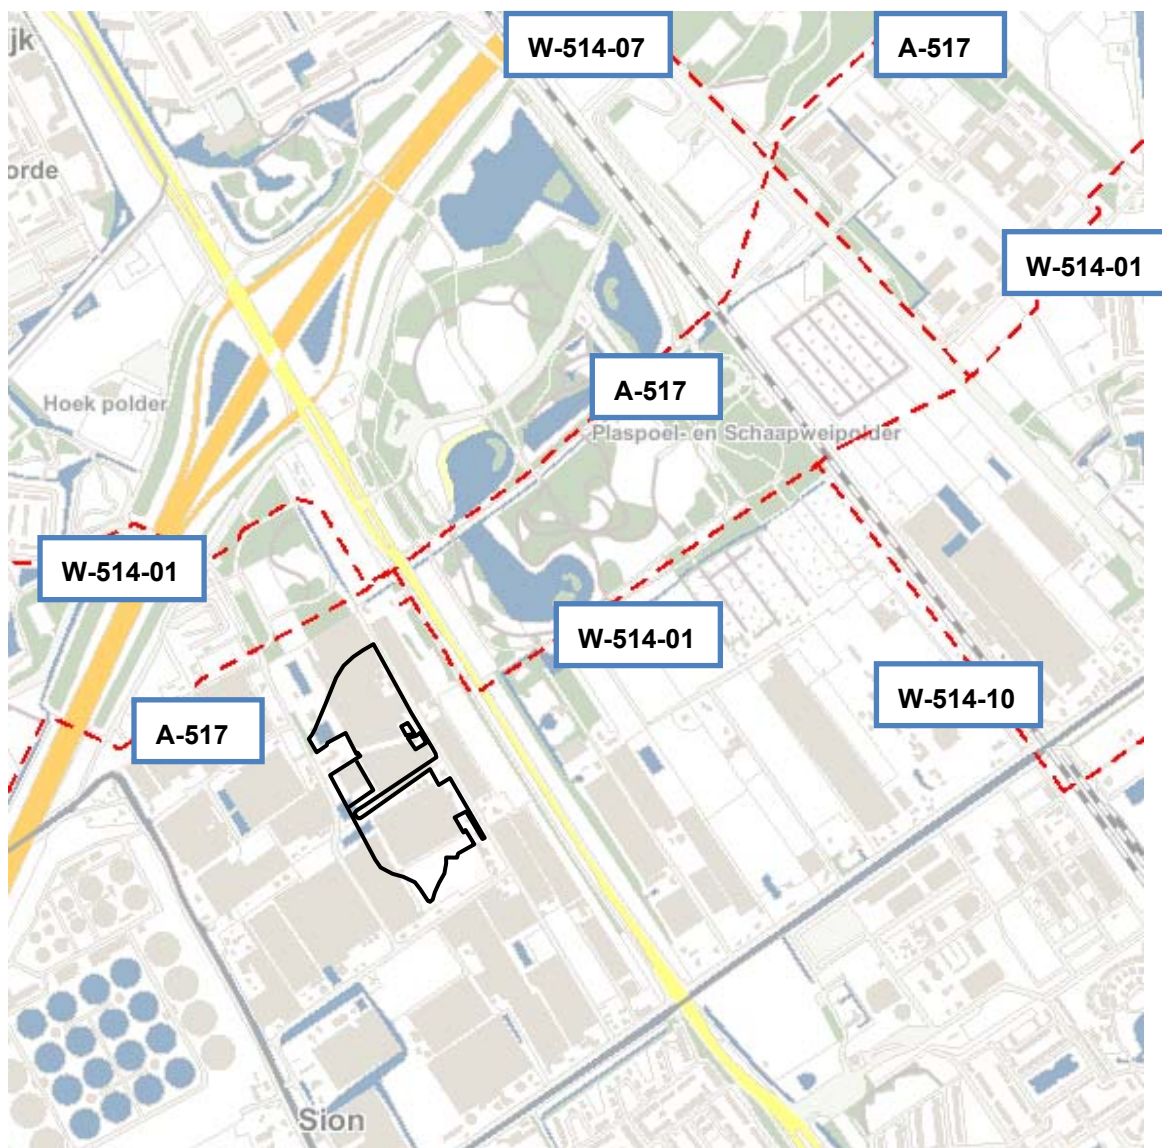 jk
W-514-07
A-517
orde
W-514-01
A-517
Hoek polder
Plaspoel- en Schaapweipolder
W-514-01
W-514-01
W-514-10
A-517
Sion